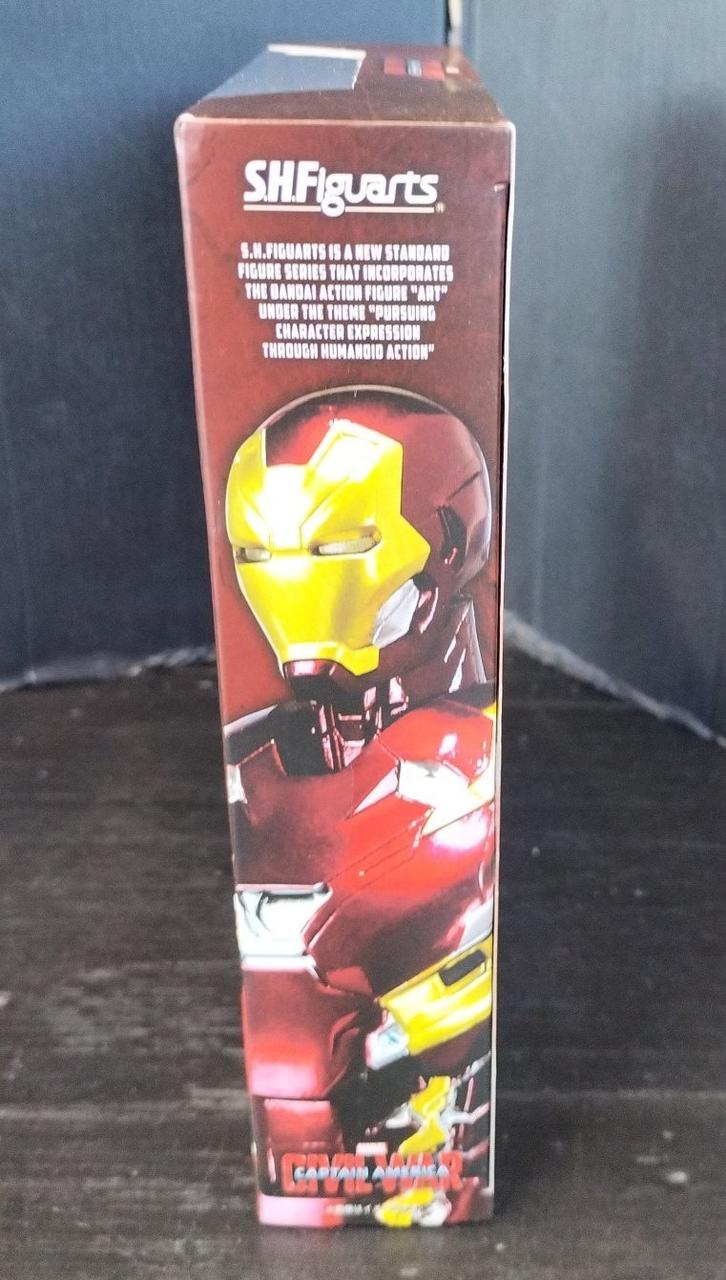 S.H.Figuarts
S.H.FIGUARTS IS A NEW STANDARD
FIGURE SERIES THAT INCORPORATES
THE BANDAI ACTION FIGURE "ART"
UNDER THE THEME "PURSUING
CHARACTER EXPRESSION
THROUGH HUMANOID ACTION"
MARVEL
CAPTAIN AMERICA
CIVIL WAR